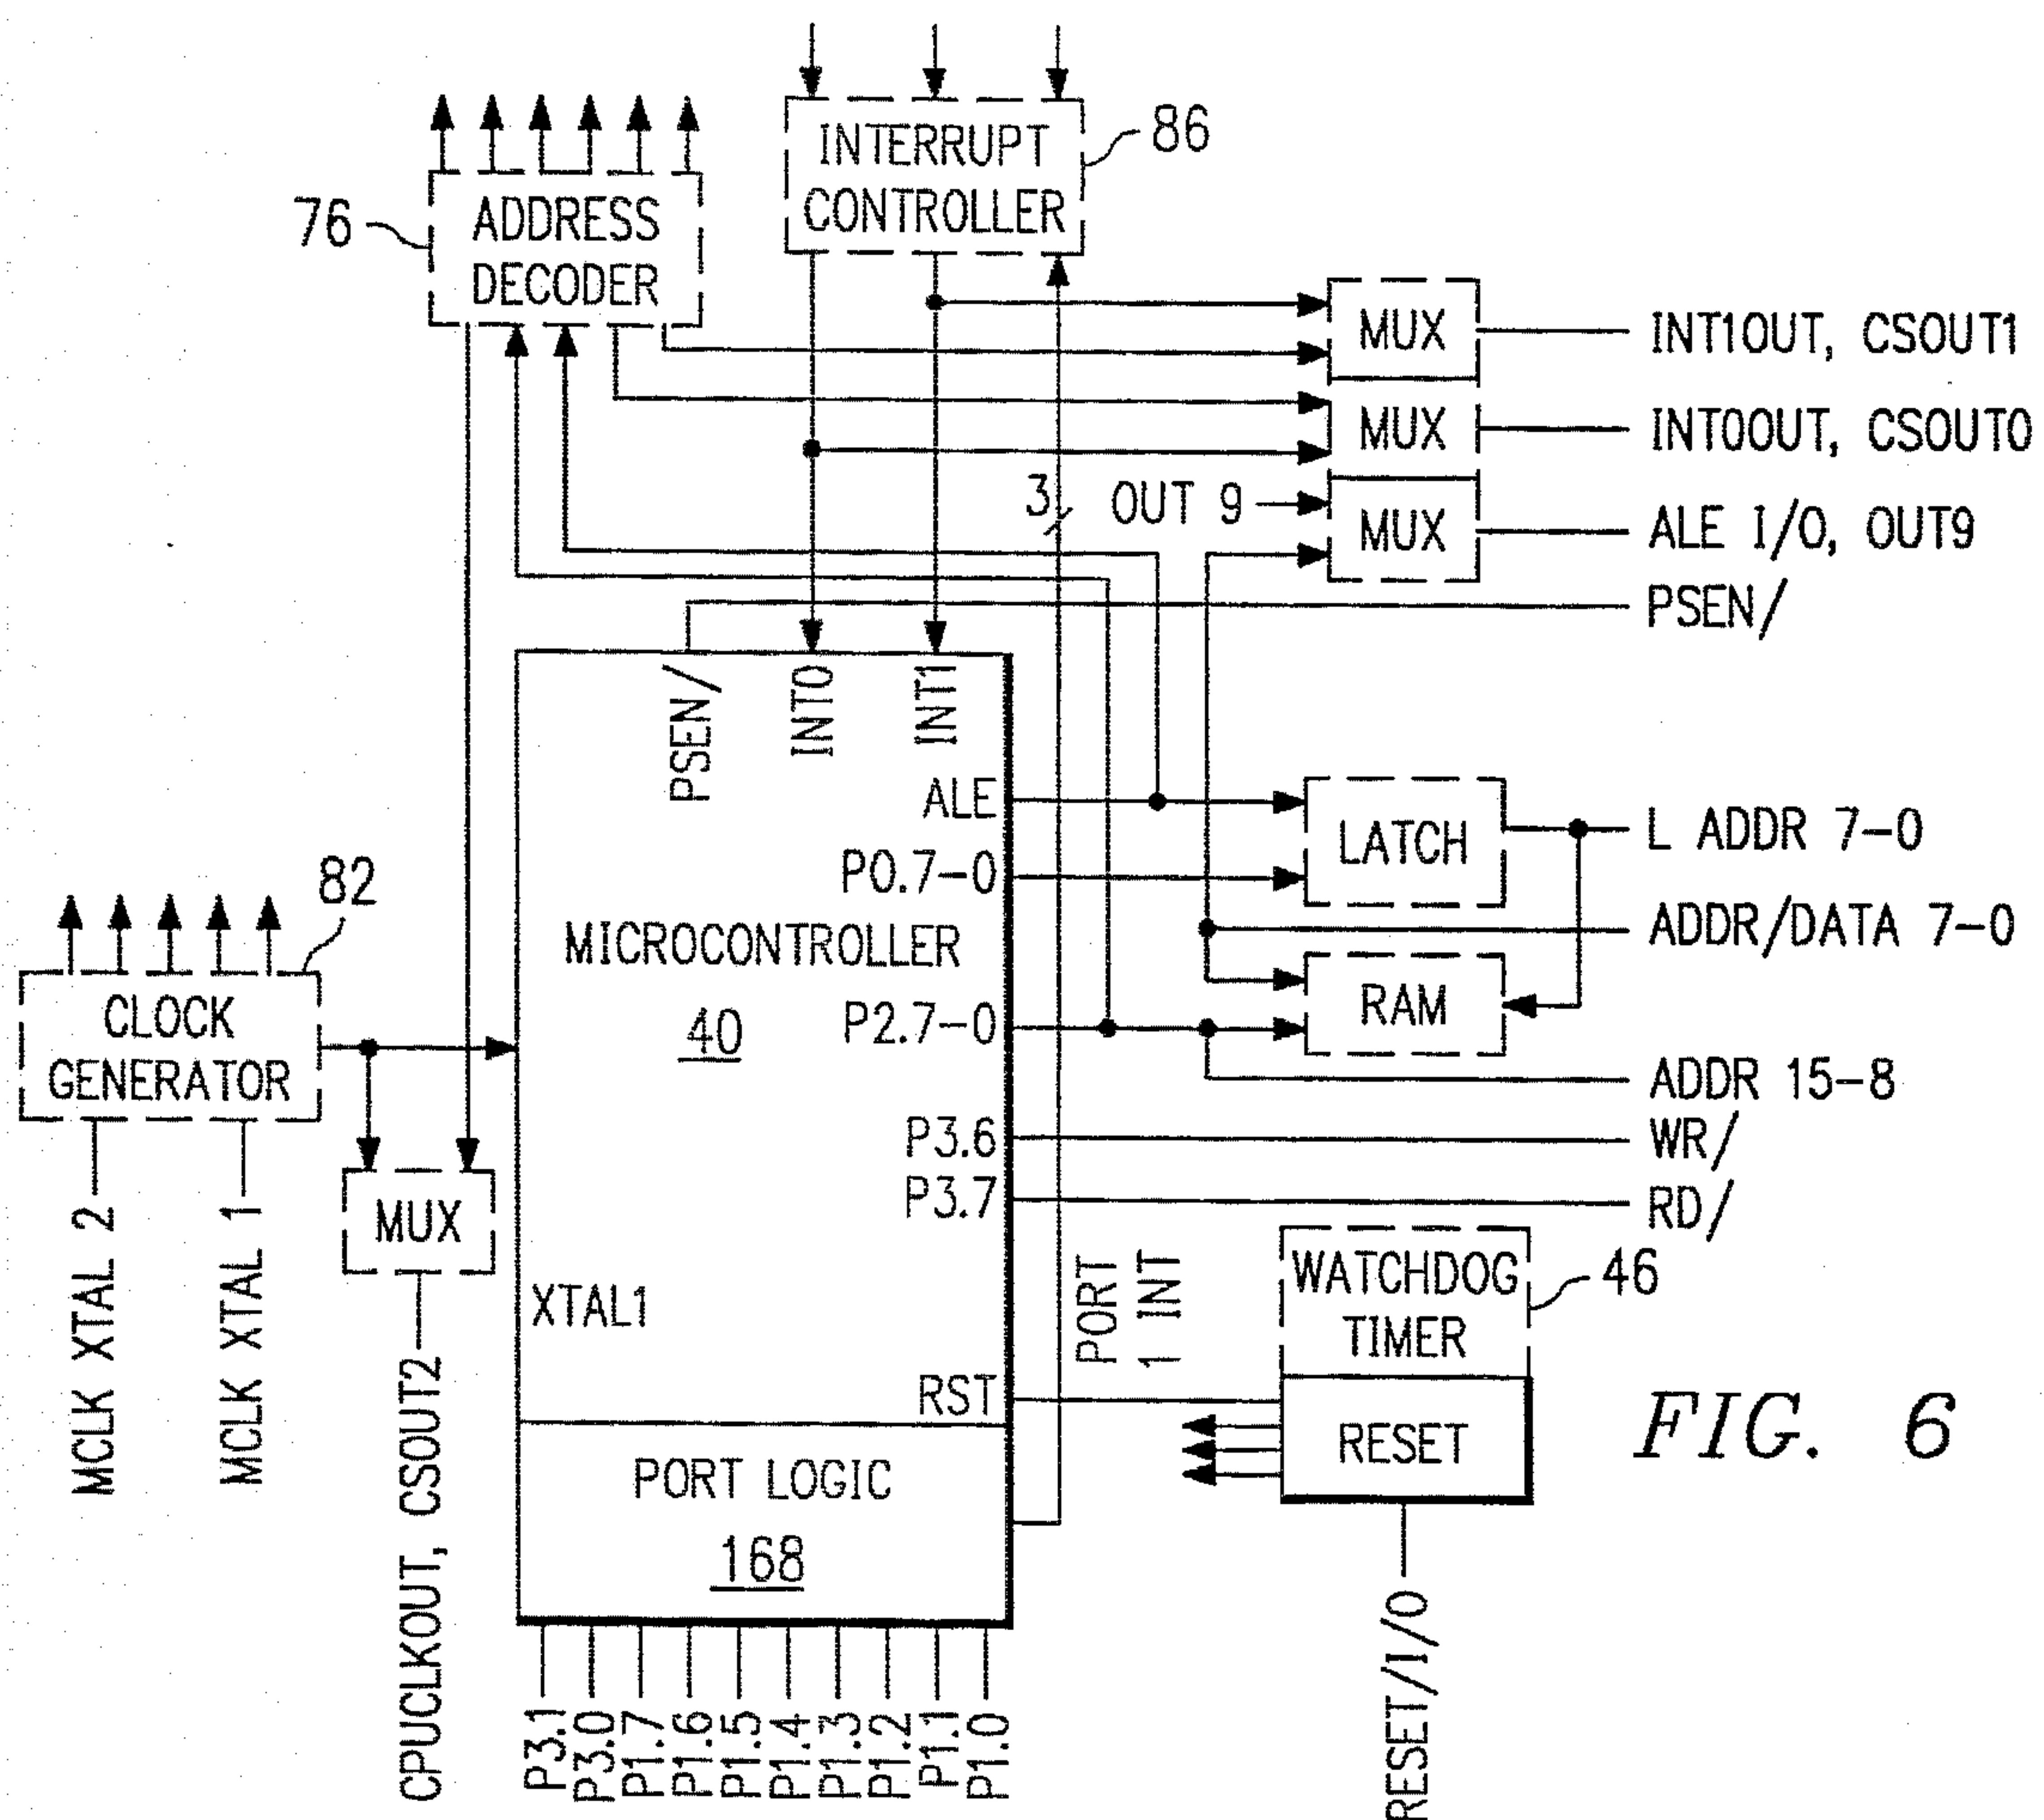 INTERRUPT
CONTROLLER
86
76
ADDRESS
DECODER
MUX
INT1OUT, CSOUT1
MUX
INT0OUT, CSOUT0
3
OUT 9
MUX
ALE I/O, OUT9
PSEN/
PSEN/
INT0
INT1
ALE
LATCH
L ADDR 7-0
P0.7-0
82
ADDR/DATA 7-0
MICROCONTROLLER
40
CLOCK
GENERATOR
RAM
P2.7-0
ADDR 15-8
P3.6
WR/
P3.7
RD/
MUX
MCLK XTAL 2
MCLK XTAL 1
CPUCLKOUT, CSOUT2
XTAL1
PORT
1 INT
WATCHDOG
TIMER
46
RST
RESET
FIG. 6
PORT LOGIC
168
P3.1
P3.0
P1.7
P1.6
P1.5
P1.4
P1.3
P1.2
P1.1
P1.0
RESET/I/O